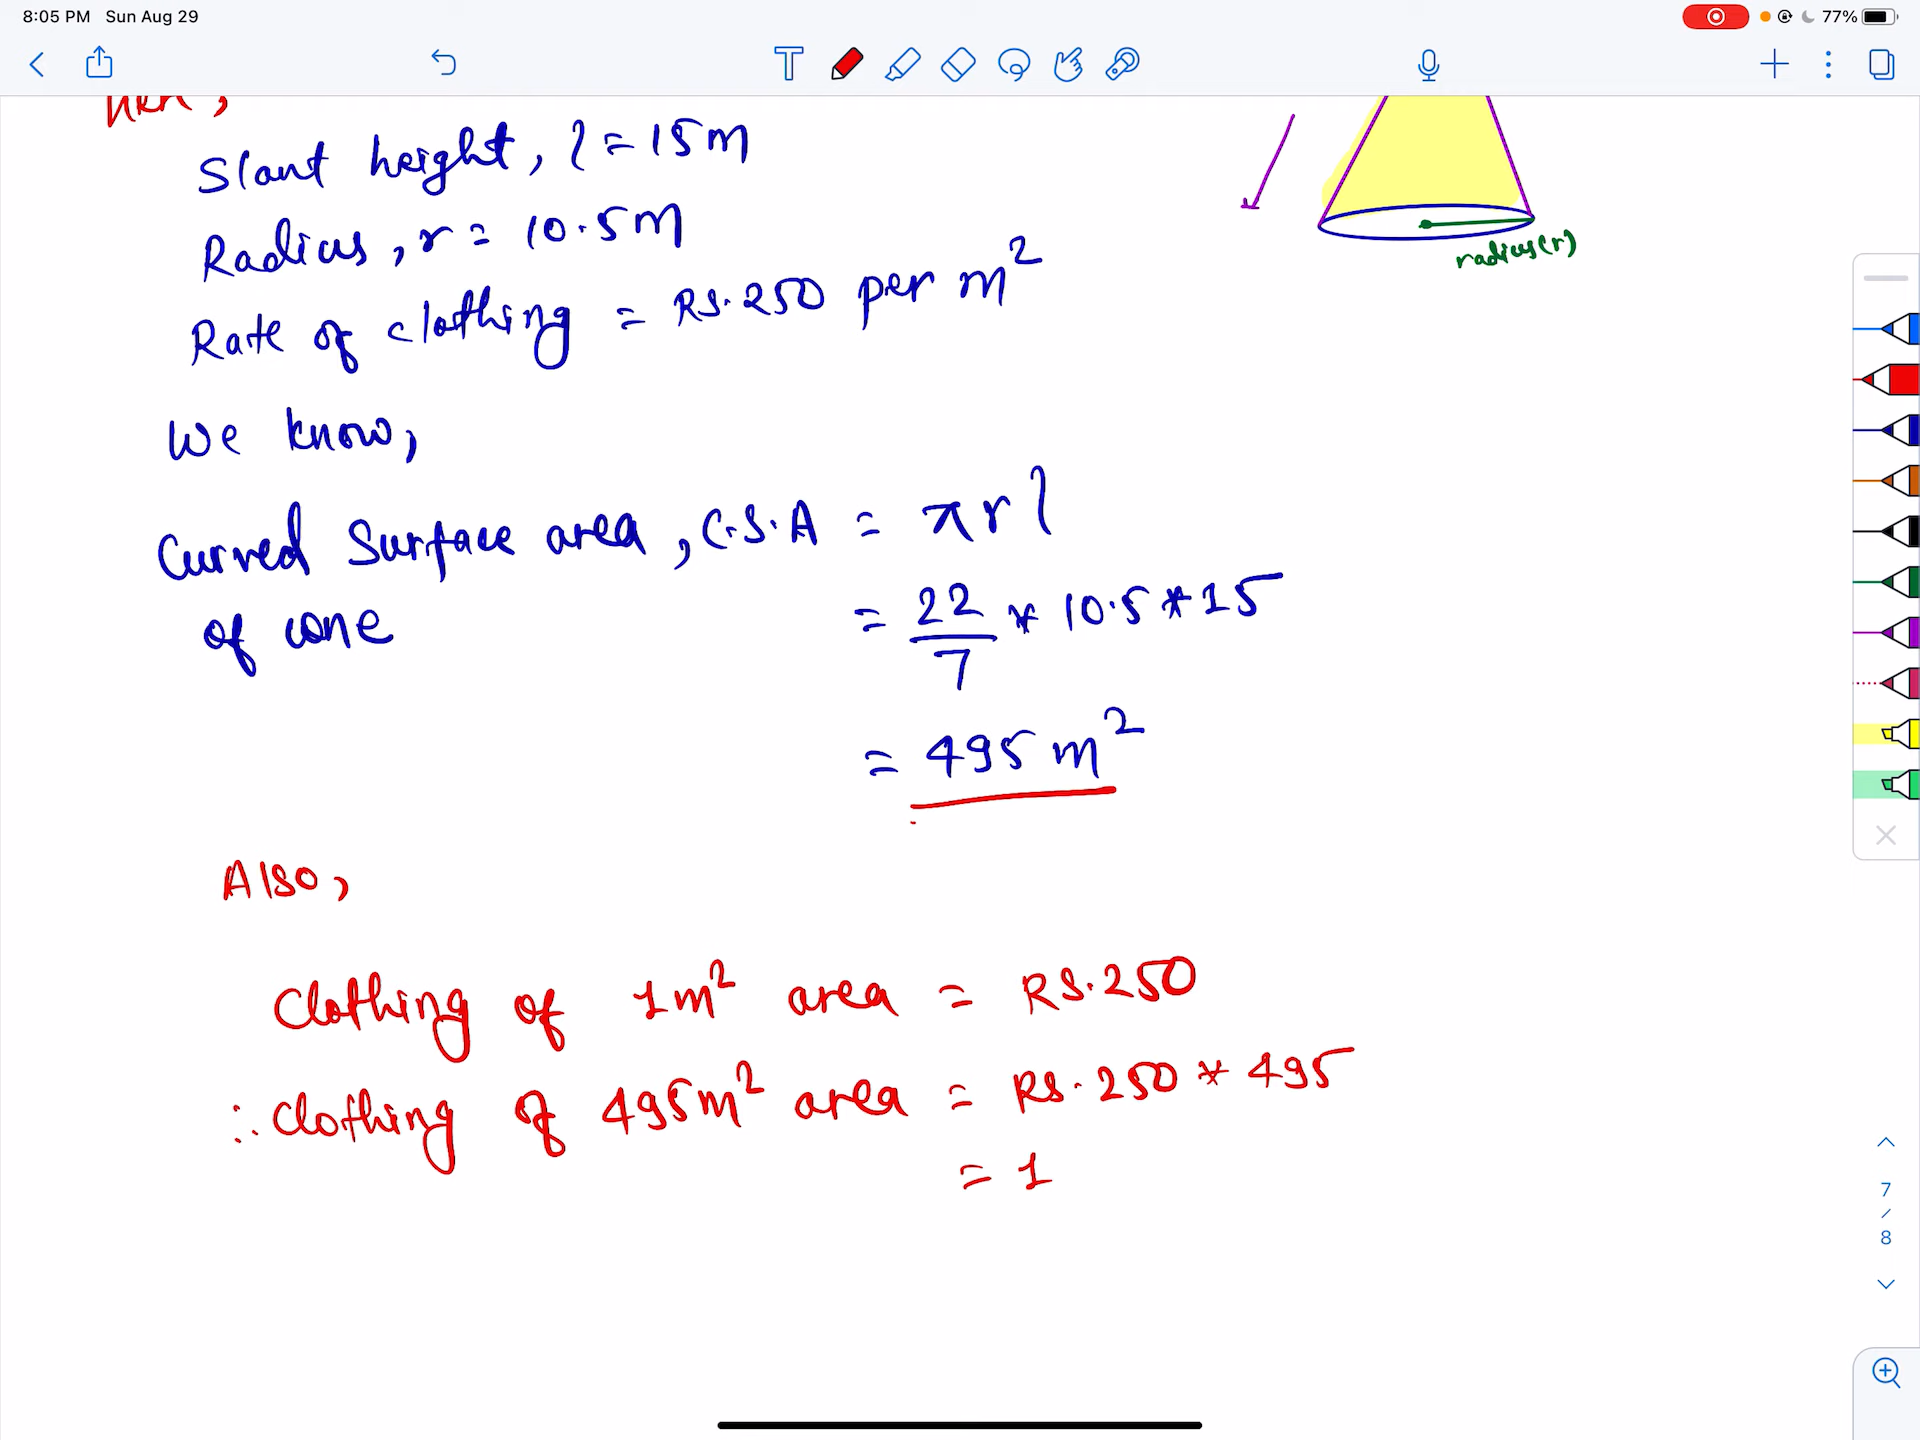 8:05 PM Sun Aug 29
77%
T
Slant height, l = 15m
Radius, r = 10.5m
Rate of clothing = RS. 250 per m²
radius(r)
We know,
Curved Surface area, C.S.A = πrl
of cone
= 22/7 * 10.5 * 15
= 495 m²
Also,
Clothing of 1m² area = RS. 250
∴ Clothing of 495m² area = RS. 250 * 495
= 1
7
/
8